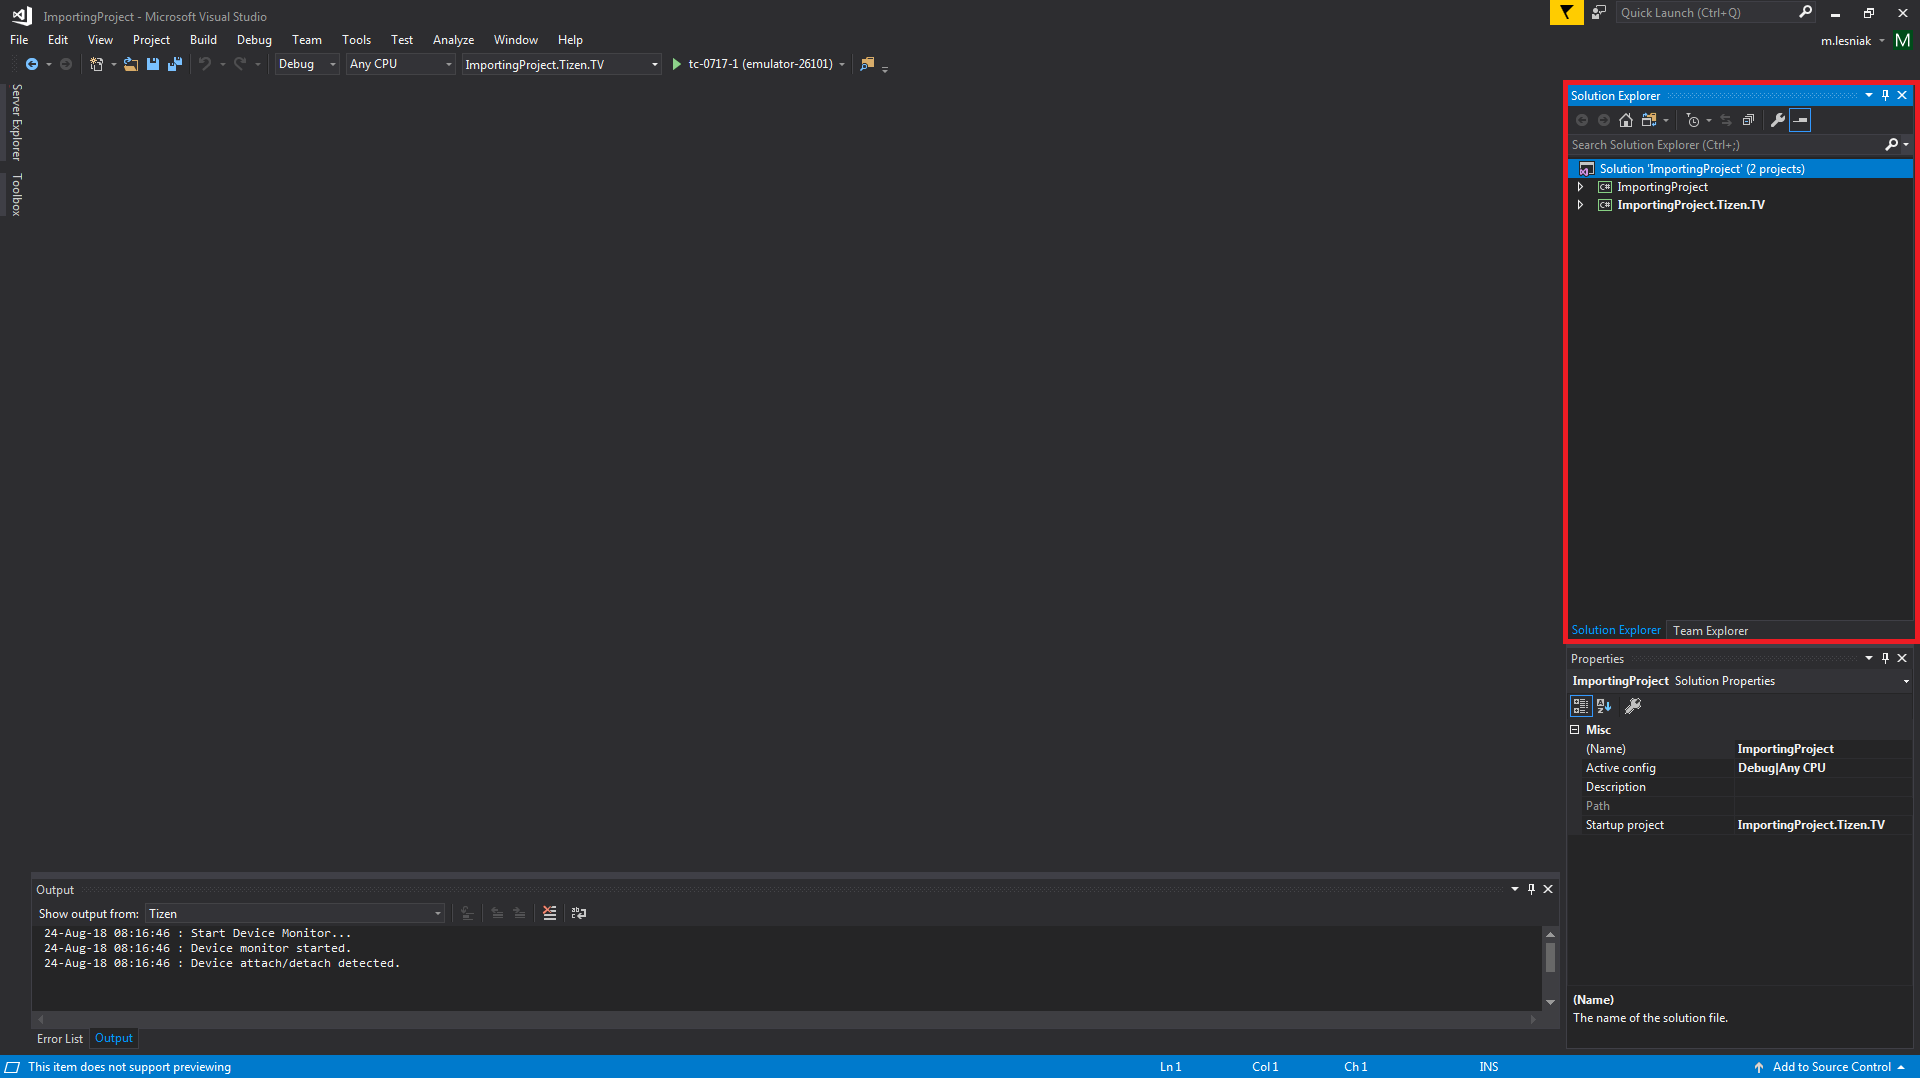 ImportingProject - Microsoft Visual Studio
Quick Launch (Ctrl+Q)
File Edit View Project Build Debug Team Tools Test Analyze Window Help
m.lesniak M
Debug Any CPU ImportingProject.Tizen.TV tc-0717-1 (emulator-26101)
Server Explorer
Toolbox
Solution Explorer
Search Solution Explorer (Ctrl+;)
Solution 'ImportingProject' (2 projects)
C# ImportingProject
C# ImportingProject.Tizen.TV
Solution Explorer Team Explorer
Properties
ImportingProject Solution Properties
Misc
(Name) ImportingProject
Active config Debug|Any CPU
Description
Path
Startup project ImportingProject.Tizen.TV
(Name)
The name of the solution file.
Output
Show output from: Tizen
24-Aug-18 08:16:46 : Start Device Monitor...
24-Aug-18 08:16:46 : Device monitor started.
24-Aug-18 08:16:46 : Device attach/detach detected.
Error List Output
This item does not support previewing Ln 1 Col 1 Ch 1 INS Add to Source Control